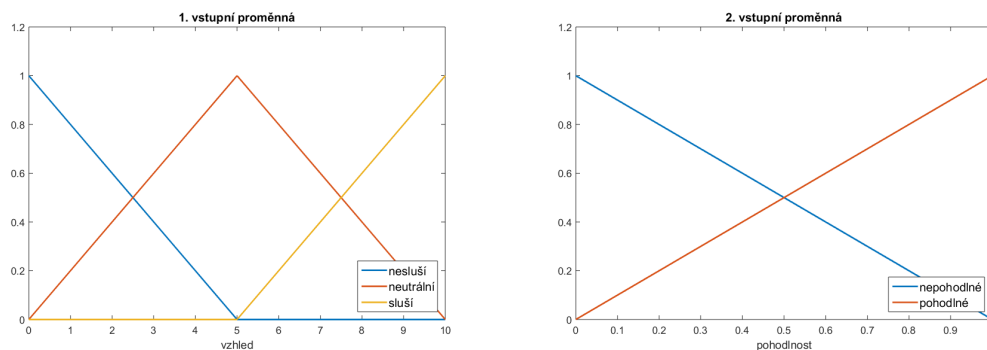 1. vstupní proměnná
1.2
1
0.8
0.6
0.4
0.2
0
nesluší
neutrální
sluší
0 1 2 3 4 5 6 7 8 9 10
vzhled
2. vstupní proměnná
1.2
1
0.8
0.6
0.4
0.2
0
nepohodlné
pohodlné
0 0.1 0.2 0.3 0.4 0.5 0.6 0.7 0.8 0.9
pohodlnost